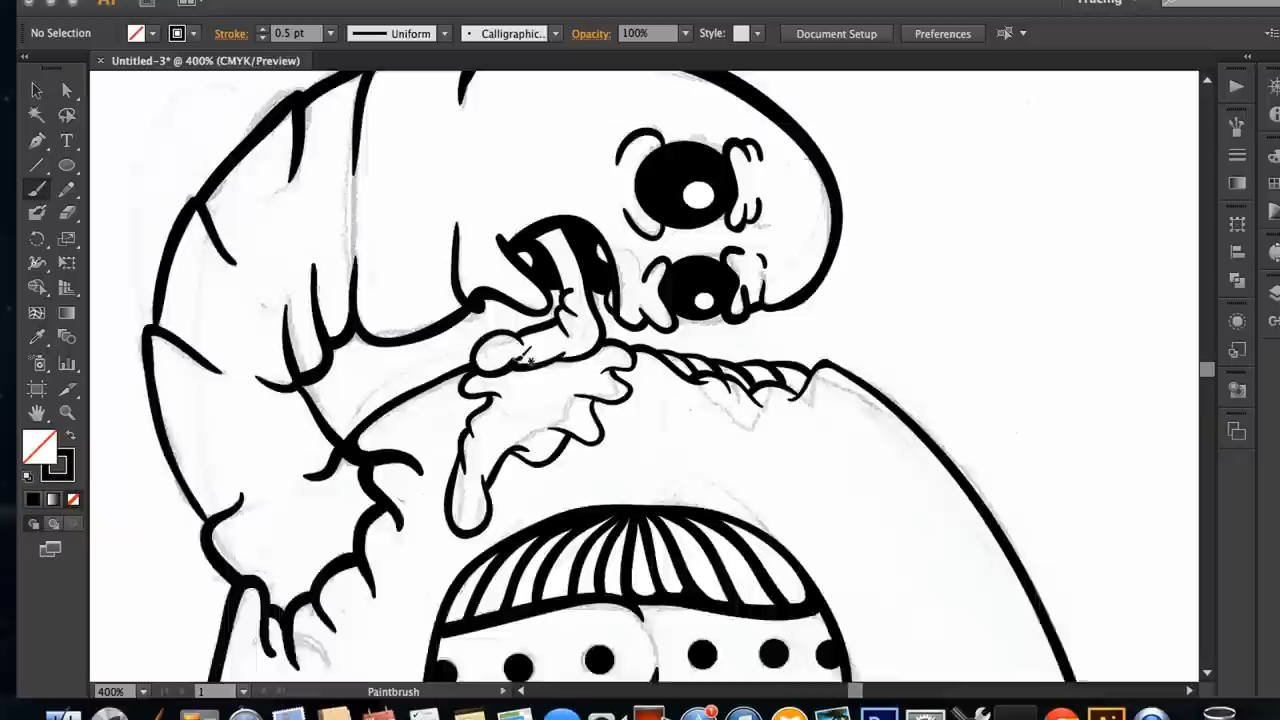 Ai
Tracing
No Selection Stroke: 0.5 pt Uniform Calligraphic... Opacity: 100% Style: Document Setup Preferences
× Untitled-3* @ 400% (CMYK/Preview)
T
400% 1 Paintbrush